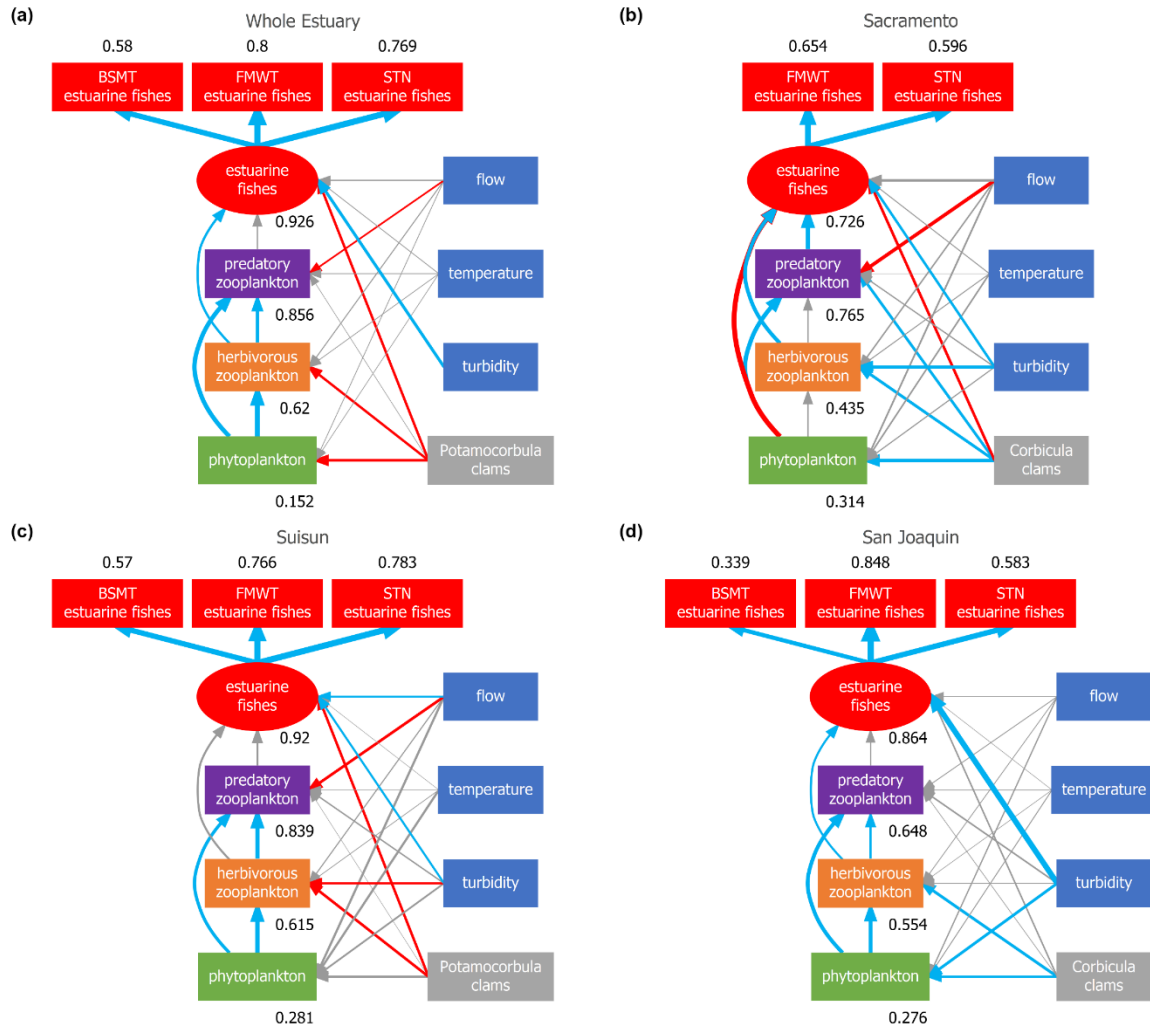 (a)
Whole Estuary
0.58
0.8
0.769
BSMT
estuarine fishes
FMWT
estuarine fishes
STN
estuarine fishes
estuarine
fishes
flow
0.926
predatory
zooplankton
temperature
0.856
herbivorous
zooplankton
turbidity
0.62
phytoplankton
Potamocorbula
clams
0.152
(b)
Sacramento
0.654
0.596
FMWT
estuarine fishes
STN
estuarine fishes
estuarine
fishes
flow
0.726
predatory
zooplankton
temperature
0.765
herbivorous
zooplankton
turbidity
0.435
phytoplankton
Corbicula
clams
0.314
(c)
Suisun
0.57
0.766
0.783
BSMT
estuarine fishes
FMWT
estuarine fishes
STN
estuarine fishes
estuarine
fishes
flow
0.92
predatory
zooplankton
temperature
0.839
herbivorous
zooplankton
turbidity
0.615
phytoplankton
Potamocorbula
clams
0.281
(d)
San Joaquin
0.339
0.848
0.583
BSMT
estuarine fishes
FMWT
estuarine fishes
STN
estuarine fishes
estuarine
fishes
flow
0.864
predatory
zooplankton
temperature
0.648
herbivorous
zooplankton
turbidity
0.554
phytoplankton
Corbicula
clams
0.276